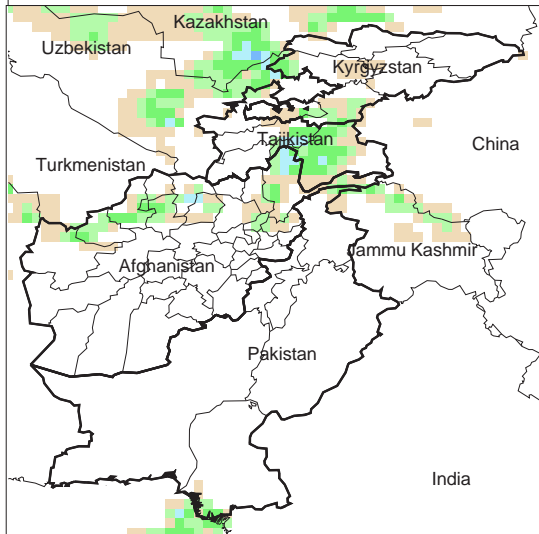 Kazakhstan
Uzbekistan
Kyrgyzstan
Tajikistan
China
Turkmenistan
Jammu Kashmir
Afghanistan
Pakistan
India